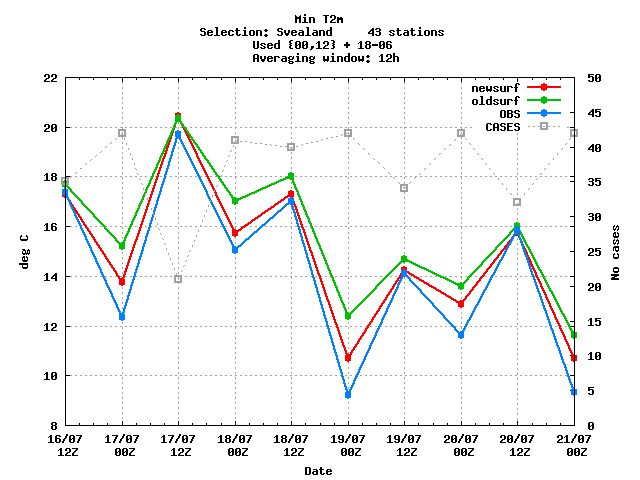 Min T2m
Selection: Svealand 43 stations
Used {00,12} + 18-06
Averaging window: 12h
newsurf
oldsurf
OBS
CASES
22
20
18
16
14
12
10
8
deg C
50
45
40
35
30
25
20
15
10
5
0
No cases
16/07 17/07 17/07 18/07 18/07 19/07 19/07 20/07 20/07 21/07
12Z 00Z 12Z 00Z 12Z 00Z 12Z 00Z 12Z 00Z
Date